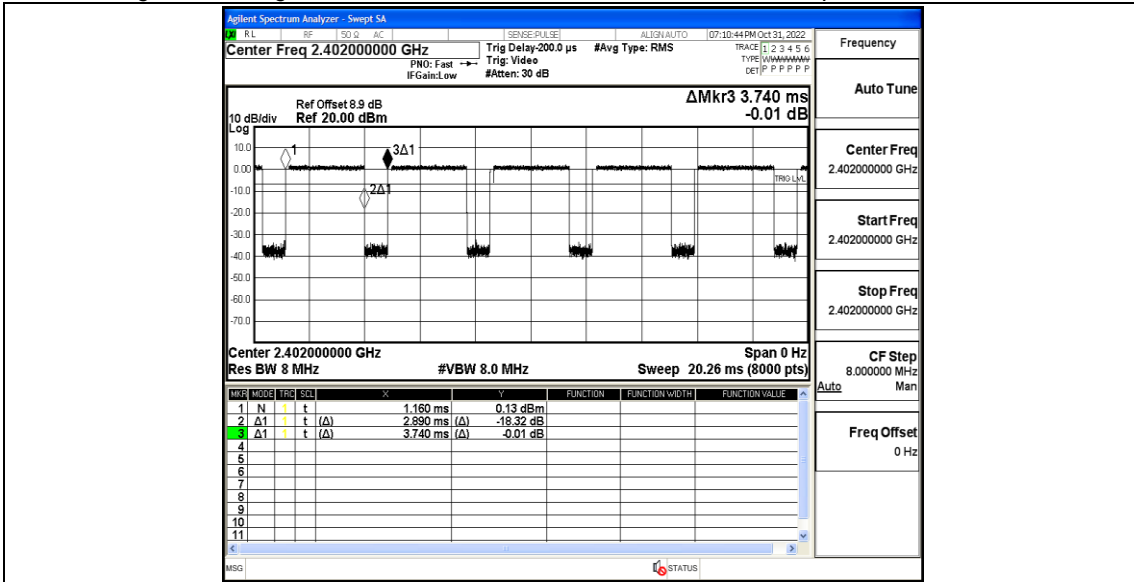 Agilent Spectrum Analyzer - Swept SA
RL RF 50 Ω AC SENSE:PULSE ALIGN AUTO 07:10:44 PM Oct 31, 2022
Center Freq 2.402000000 GHz
PNO: Fast
IFGain:Low
Trig Delay-200.0 µs
Trig: Video
#Atten: 30 dB
#Avg Type: RMS
TRACE 1 2 3 4 5 6
TYPE
DET P P P P P P
Frequency
Auto Tune
Center Freq
2.402000000 GHz
Start Freq
2.402000000 GHz
Stop Freq
2.402000000 GHz
CF Step
8.000000 MHz
Auto Man
Freq Offset
0 Hz
ΔMkr3 3.740 ms
-0.01 dB
Ref Offset 8.9 dB
10 dB/div Ref 20.00 dBm
Log
10.0
0.00
-10.0
-20.0
-30.0
-40.0
-50.0
-60.0
-70.0
1
3Δ1
2Δ1
TRIG LVL
Center 2.402000000 GHz Span 0 Hz
Res BW 8 MHz #VBW 8.0 MHz Sweep 20.26 ms (8000 pts)
MKR MODE TRC SCL X Y FUNCTION FUNCTION WIDTH FUNCTION VALUE
1 N 1 t 1.160 ms 0.13 dBm
2 Δ1 1 t (Δ) 2.890 ms (Δ) -18.32 dB
3 Δ1 1 t (Δ) 3.740 ms (Δ) -0.01 dB
4
5
6
7
8
9
10
11
MSG STATUS